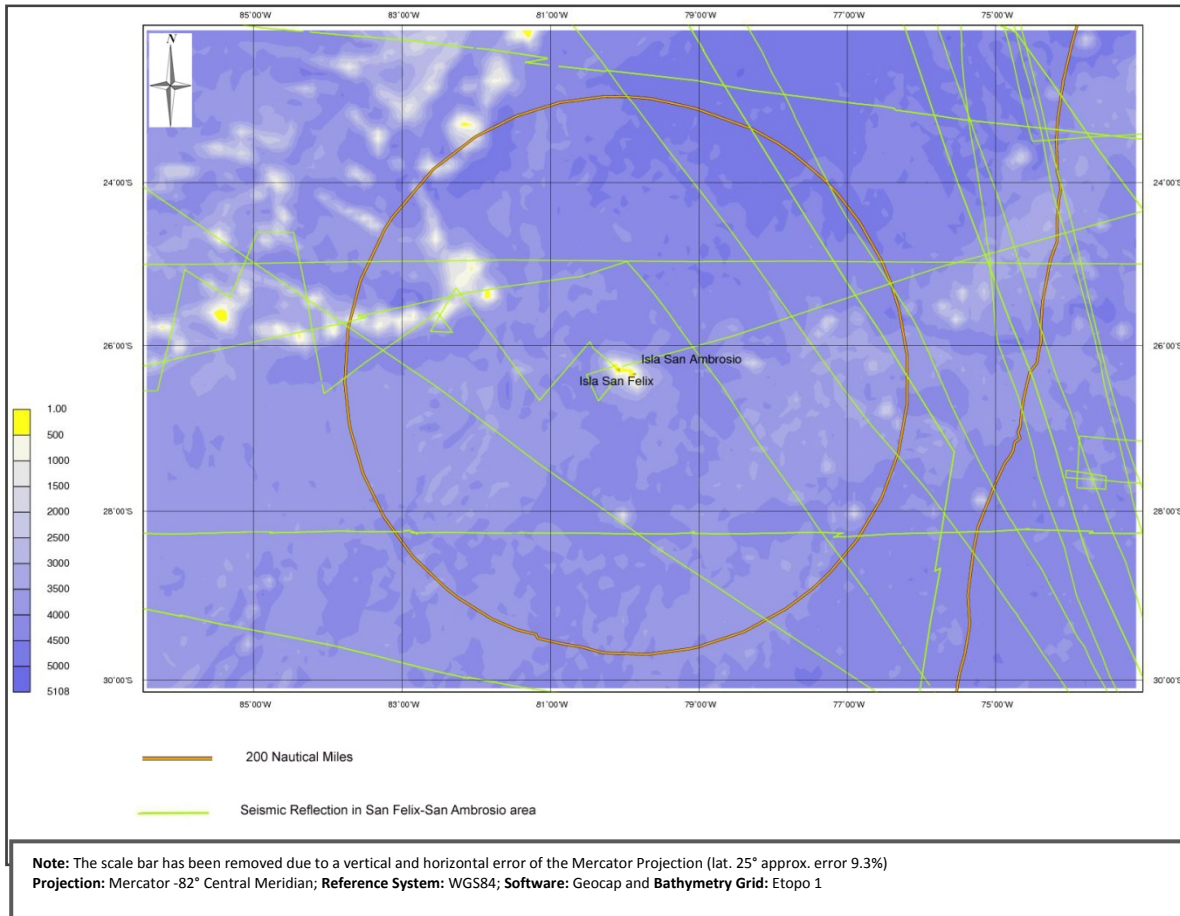 85°00'W 83°00'W 81°00'W 79°00'W 77°00'W 75°00'W
N
24°00'S 24°00'S
26°00'S 26°00'S
Isla San Ambrosio
Isla San Felix
28°00'S 28°00'S
30°00'S 30°00'S
85°00'W 83°00'W 81°00'W 79°00'W 77°00'W 75°00'W
1.00
500
1000
1500
2000
2500
3000
3500
4000
4500
5000
5108
200 Nautical Miles
Seismic Reflection in San Felix-San Ambrosio area
Note: The scale bar has been removed due to a vertical and horizontal error of the Mercator Projection (lat. 25° approx. error 9.3%)
Projection: Mercator -82° Central Meridian; Reference System: WGS84; Software: Geocap and Bathymetry Grid: Etopo 1